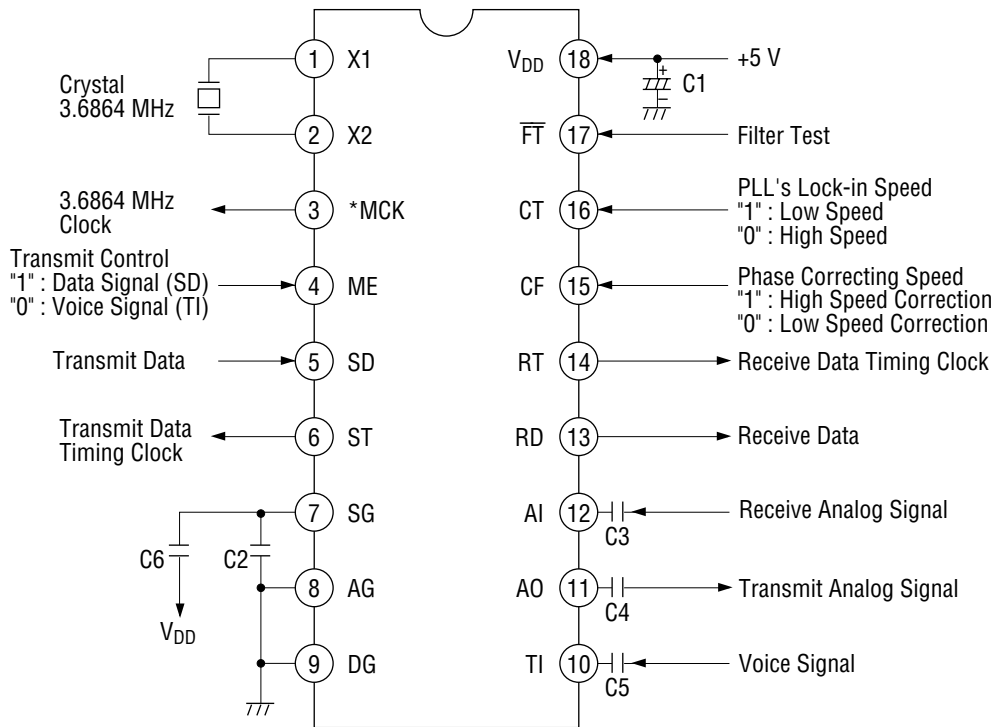 Crystal
3.6864 MHz
1 X1
2 X2
3.6864 MHz
Clock
3 *MCK
Transmit Control
"1" : Data Signal (SD)
"0" : Voice Signal (TI)
4 ME
Transmit Data
5 SD
Transmit Data
Timing Clock
6 ST
7 SG
C6
C2
VDD
8 AG
9 DG
VDD 18
+5 V
+
C1
−
F̅T̅ 17
Filter Test
CT 16
PLL's Lock-in Speed
"1" : Low Speed
"0" : High Speed
CF 15
Phase Correcting Speed
"1" : High Speed Correction
"0" : Low Speed Correction
RT 14
Receive Data Timing Clock
RD 13
Receive Data
AI 12
C3
Receive Analog Signal
AO 11
C4
Transmit Analog Signal
TI 10
C5
Voice Signal